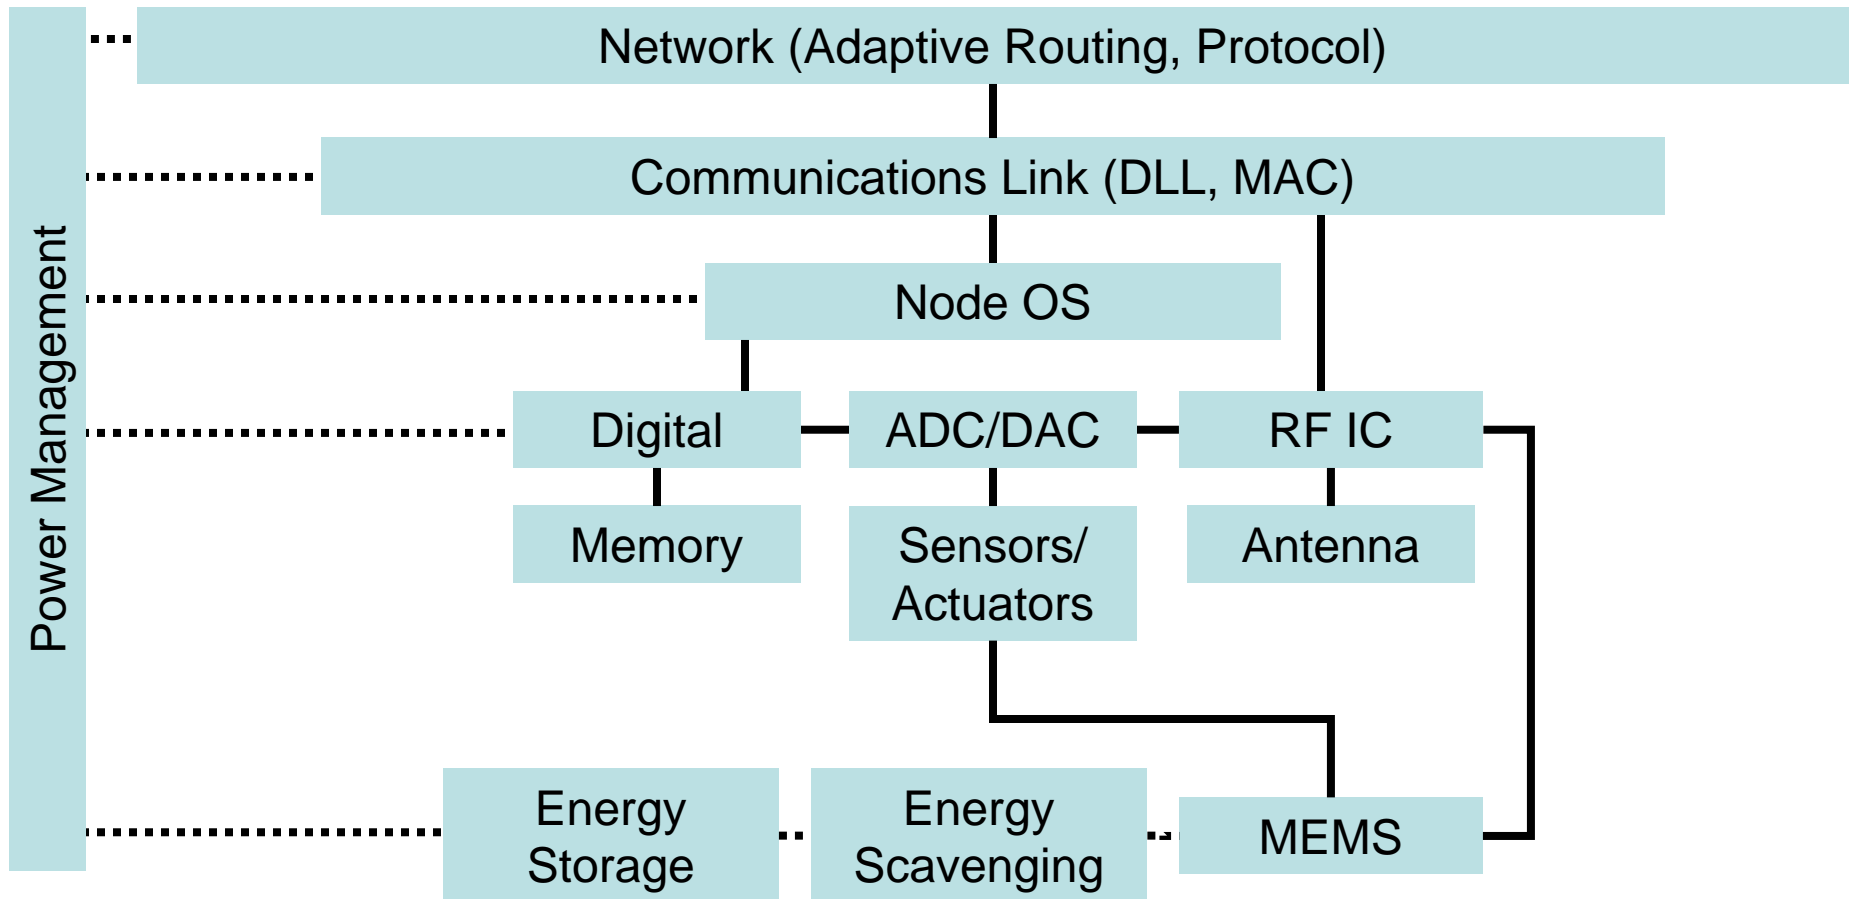 Power Management
Network (Adaptive Routing, Protocol)
Communications Link (DLL, MAC)
Node OS
Digital
ADC/DAC
RF IC
Memory
Sensors/
Actuators
Antenna
Energy
Storage
Energy
Scavenging
MEMS